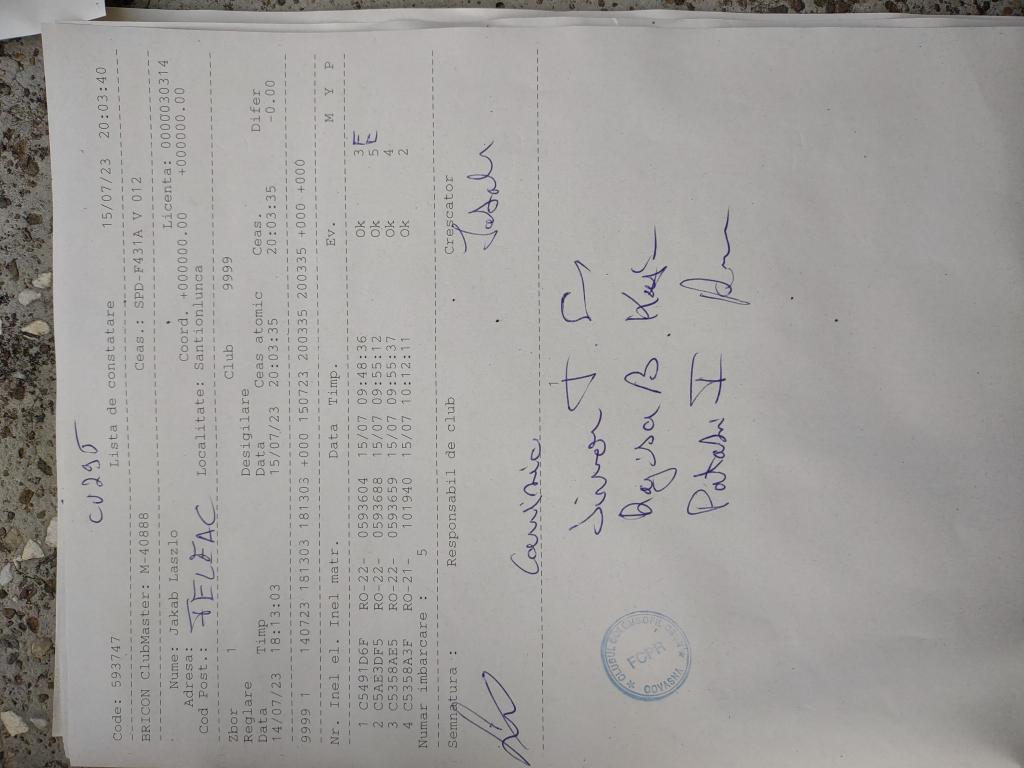 CV295
Code: 593747 Lista de constatare 15/07/23 20:03:40
BRICON ClubMaster: M-40888 Ceas.: SPD-F431A V 012
Nume: Jakab Laszlo Licenta: 0000030314
Adresa: Coord. +000000.00 +000000.00
Cod Post.: TELEAC Localitate: Santionlunca
Zbor Club
1 9999
Reglare Desigilare
Data Timp Data Ceas atomic Ceas. Difer
14/07/23 18:13:03 15/07/23 20:03:35 20:03:35 -0.00
9999 1 140723 181303 181303 +000 150723 200335 200335 +000 +000
Nr. Inel el. Inel matr. Data Timp. Ev. M Y P
1 C5491D6F RO-22- 0593604 15/07 09:48:36 Ok 3 F
2 C5AE3DF5 RO-22- 0593688 15/07 09:55:12 Ok 5 E
3 C5358AE5 RO-22- 0593659 15/07 09:55:37 Ok 4
4 C5358A3F RO-21- 101940 15/07 10:12:11 Ok 2
Numar imbarcare : 5
Semnatura : Responsabil de club Crescator
FCPR
COVASNA